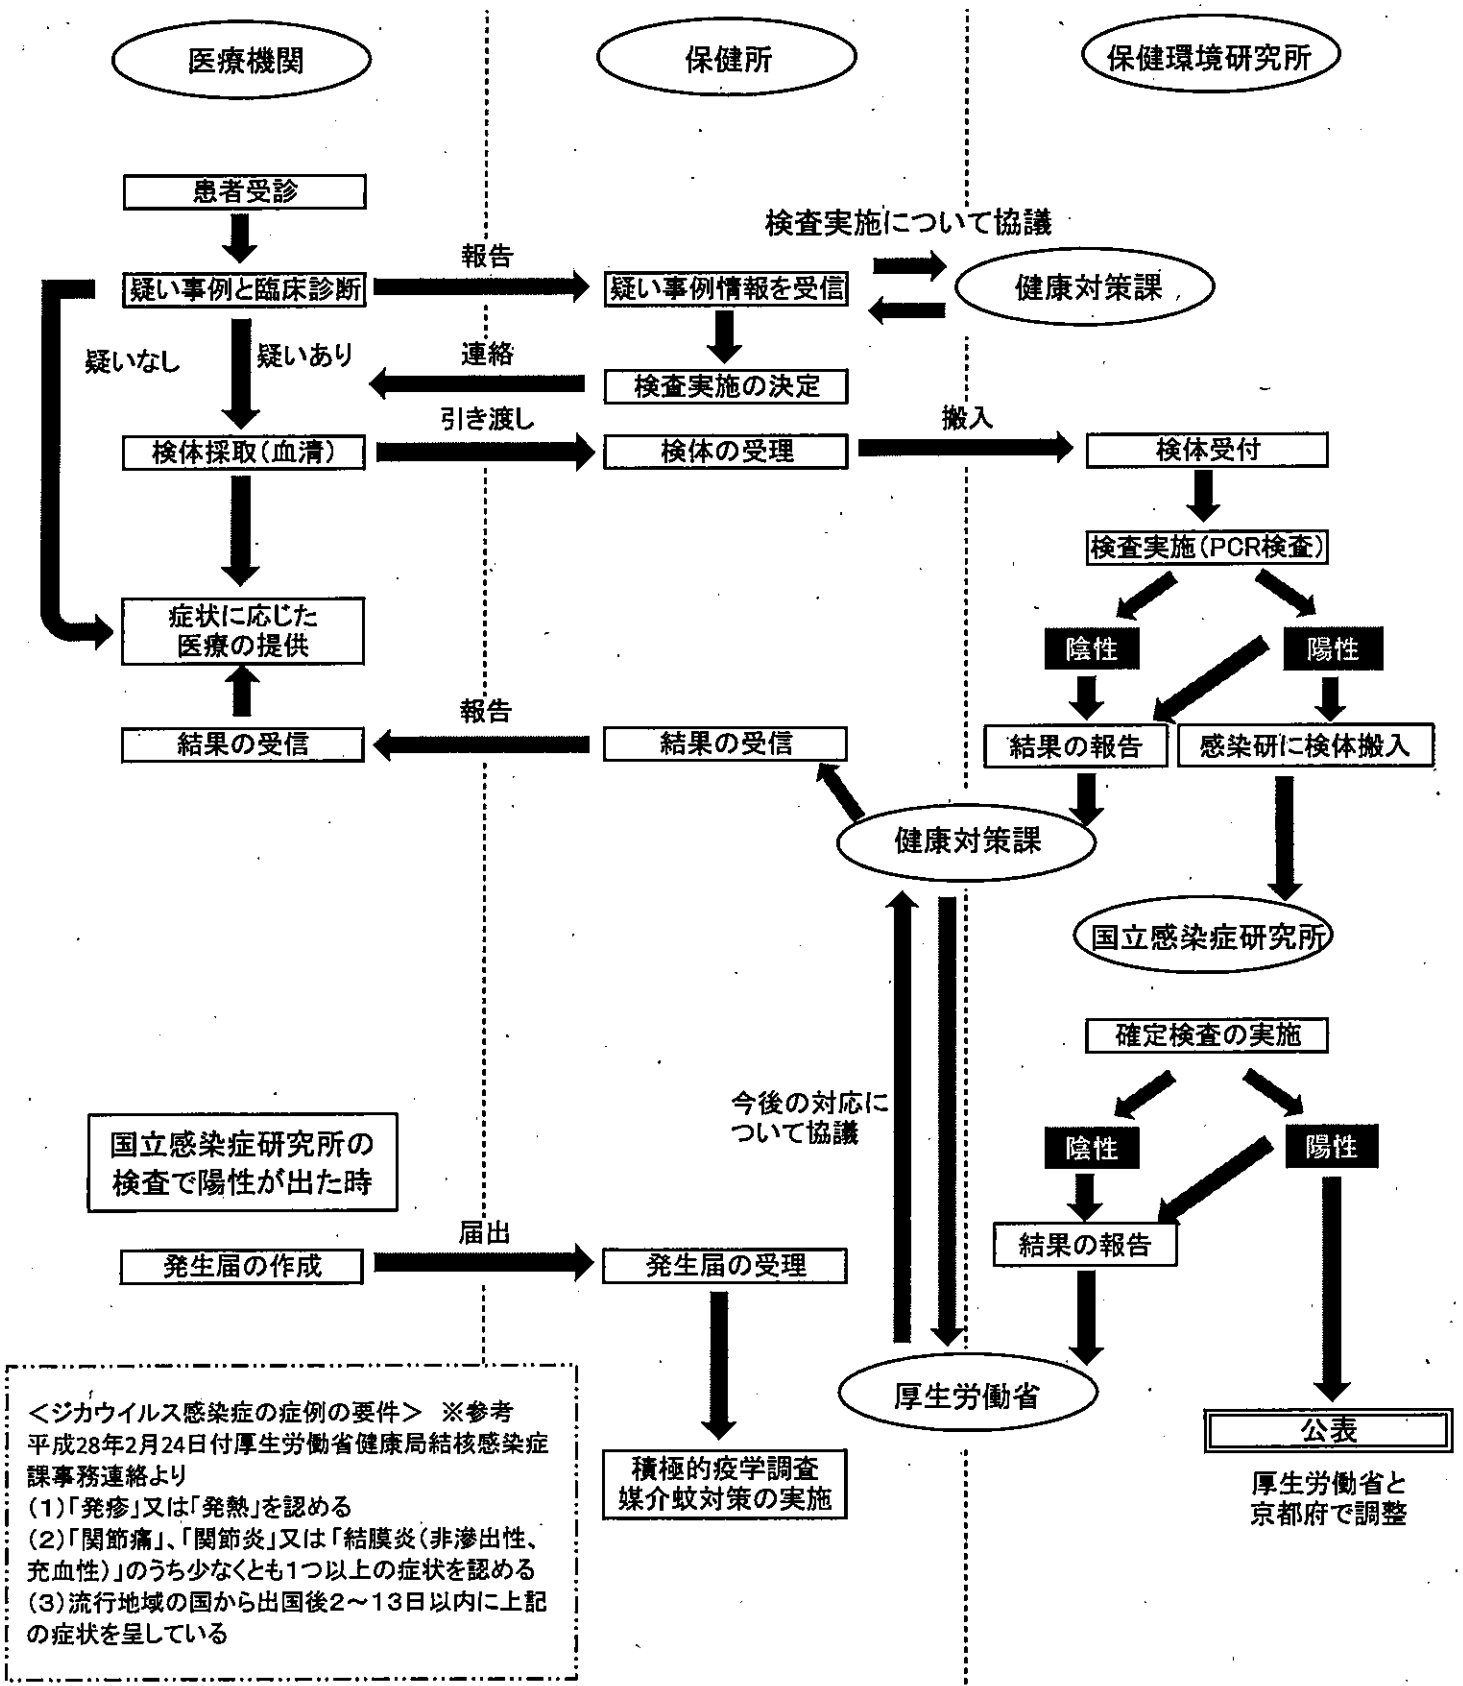 医療機関
保健所
保健環境研究所
患者受診
検査実施について協議
報告
疑い事例と臨床診断
疑い事例情報を受信
健康対策課
疑いなし
疑いあり
連絡
検査実施の決定
引き渡し
搬入
検体採取(血清)
検体の受理
検体受付
検査実施(PCR検査)
症状に応じた
医療の提供
陰性
陽性
報告
結果の受信
結果の受信
結果の報告
感染研に検体搬入
健康対策課
国立感染症研究所
確定検査の実施
今後の対応に
ついて協議
陰性
陽性
国立感染症研究所の
検査で陽性が出た時
届出
結果の報告
発生届の作成
発生届の受理
厚生労働省
公表
厚生労働省と
京都府で調整
積極的疫学調査
媒介蚊対策の実施
<ジカウイルス感染症の症例の要件> ※参考
平成28年2月24日付厚生労働省健康局結核感染症
課事務連絡より
(1)「発疹」又は「発熱」を認める
(2)「関節痛」、「関節炎」又は「結膜炎(非滲出性、
充血性)」のうち少なくとも1つ以上の症状を認める
(3)流行地域の国から出国後2~13日以内に上記
の症状を呈している